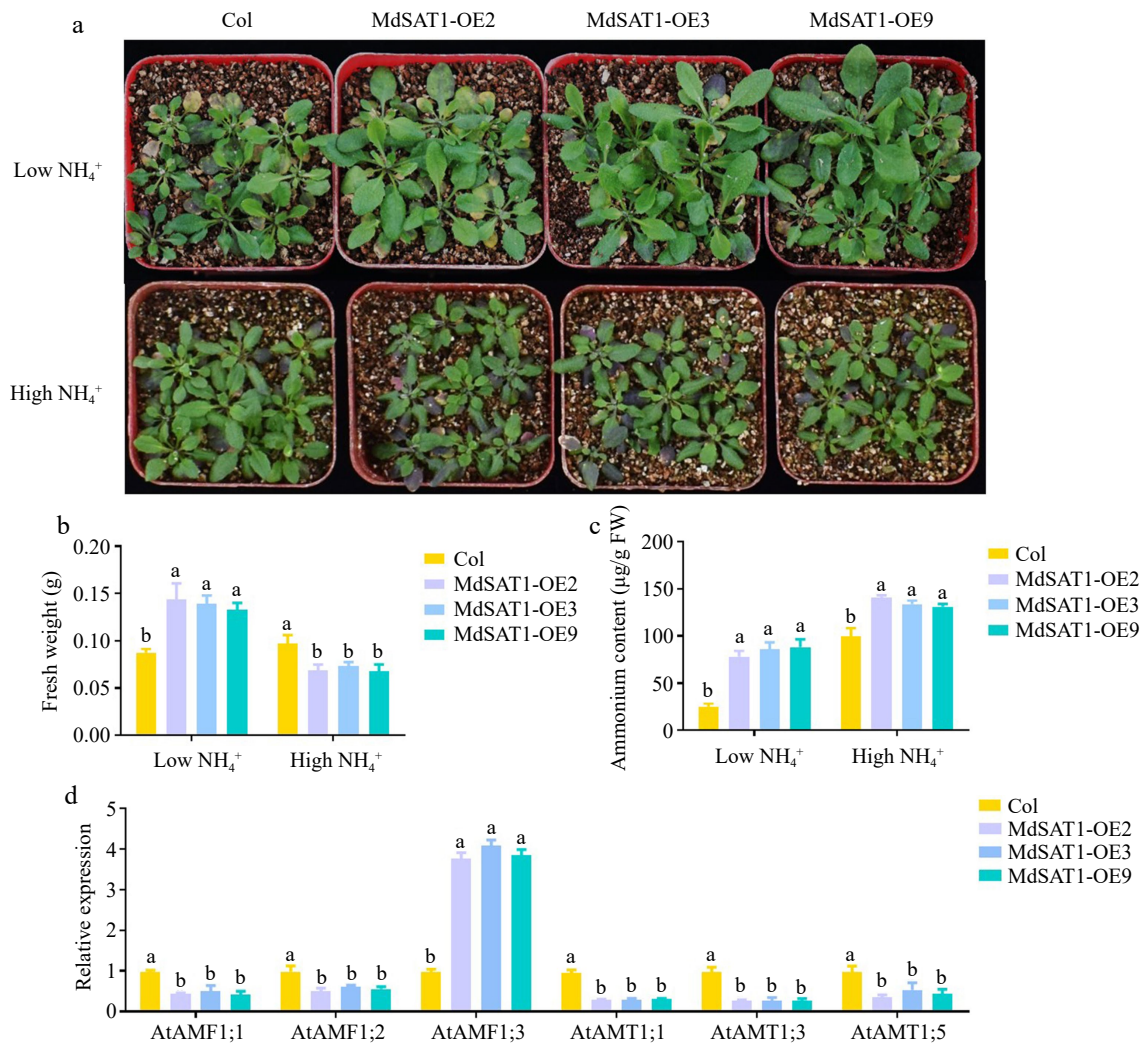 a
Col MdSAT1-OE2 MdSAT1-OE3 MdSAT1-OE9
Low NH₄⁺
High NH₄⁺
b
Fresh weight (g)
0.20
0.15
0.10
0.05
0.00
b a a a
a b b b
Low NH₄⁺ High NH₄⁺
Col
MdSAT1-OE2
MdSAT1-OE3
MdSAT1-OE9
c
Ammonium content (μg/g FW)
200
150
100
50
0
b a a a
b a a a
Low NH₄⁺ High NH₄⁺
Col
MdSAT1-OE2
MdSAT1-OE3
MdSAT1-OE9
d
Relative expression
5
4
3
2
1
0
a b b b
a b b b
b a a a
a b b b
a b b b
a b b b
AtAMF1;1 AtAMF1;2 AtAMF1;3 AtAMT1;1 AtAMT1;3 AtAMT1;5
Col
MdSAT1-OE2
MdSAT1-OE3
MdSAT1-OE9